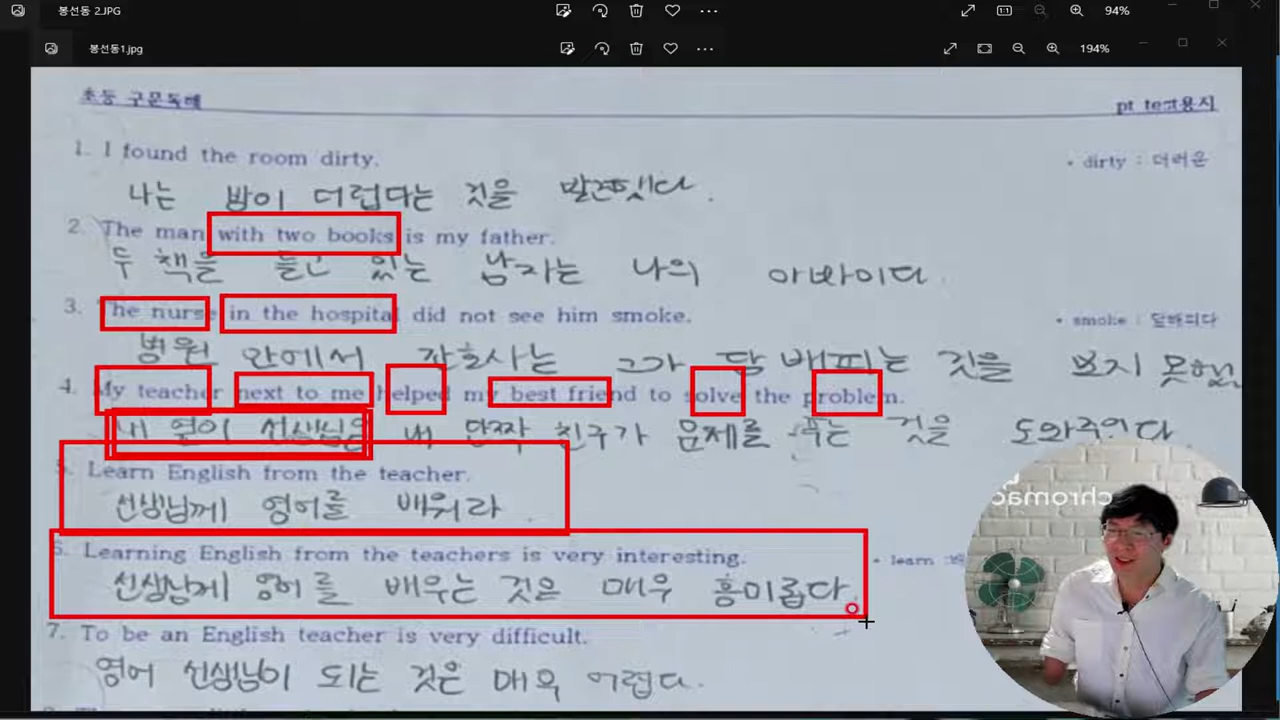 봉선동 2.JPG
94%
봉선동1.jpg
194%
초등 구문독해
pt test용지
1. I found the room dirty.
• dirty : 더러운
나는 방이 더럽다는 것을 발견했다.
2. The man with two books is my father.
두 책을 들고 있는 남자는 나의 아빠이다.
3. The nurse in the hospital did not see him smoke.
• smoke : 담배피다
병원 안에서 간호사는 그가 담배피는 것을 보지 못했
4. My teacher next to me helped my best friend to solve the problem.
내 옆이 선생님은 내 단짝 친구가 문제를 푸는 것을 도와주었다
5. Learn English from the teacher.
선생님께 영어를 배워라.
6. Learning English from the teachers is very interesting.
• learn :배
선생님께 영어를 배우는 것은 매우 흥미롭다.
chromac
7. To be an English teacher is very difficult.
영어 선생님이 되는 것은 매우 어렵다.